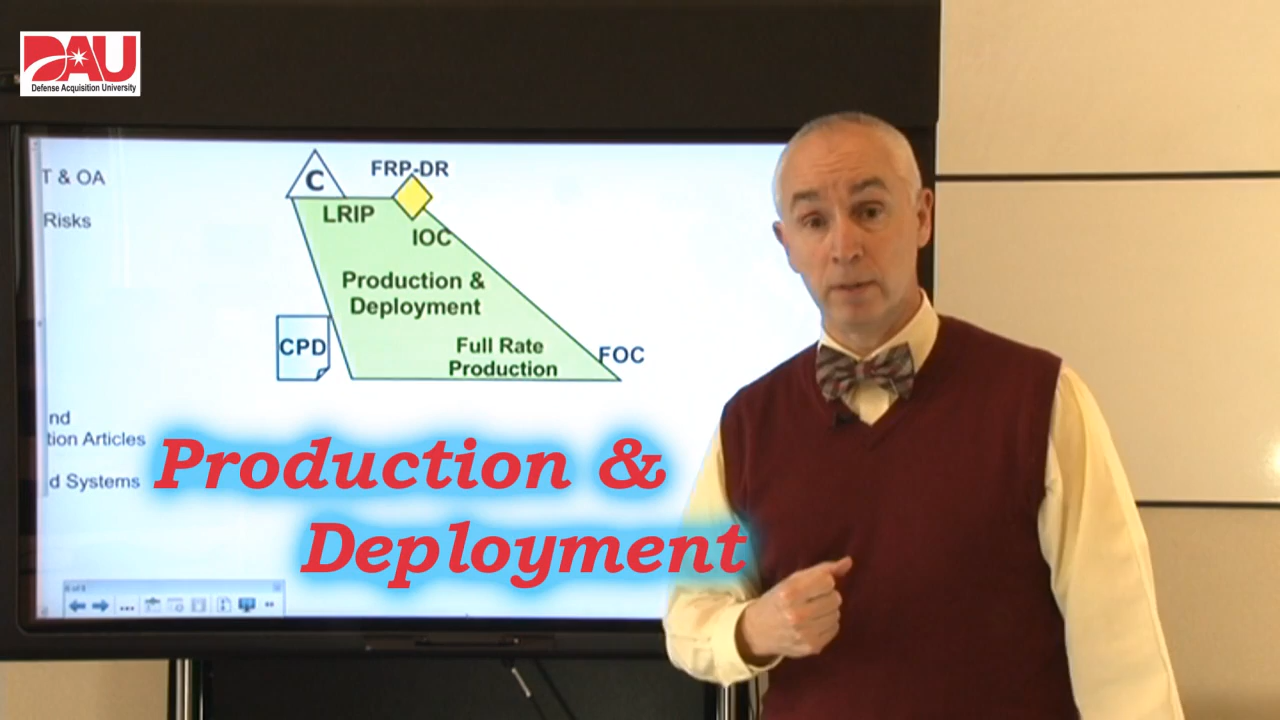 DAU
Defense Acquisition University
T & OA
Risks
nd
tion Articles
d Systems
C
FRP-DR
LRIP
IOC
Production &
Deployment
CPD
Full Rate
Production
FOC
Production &
Deployment